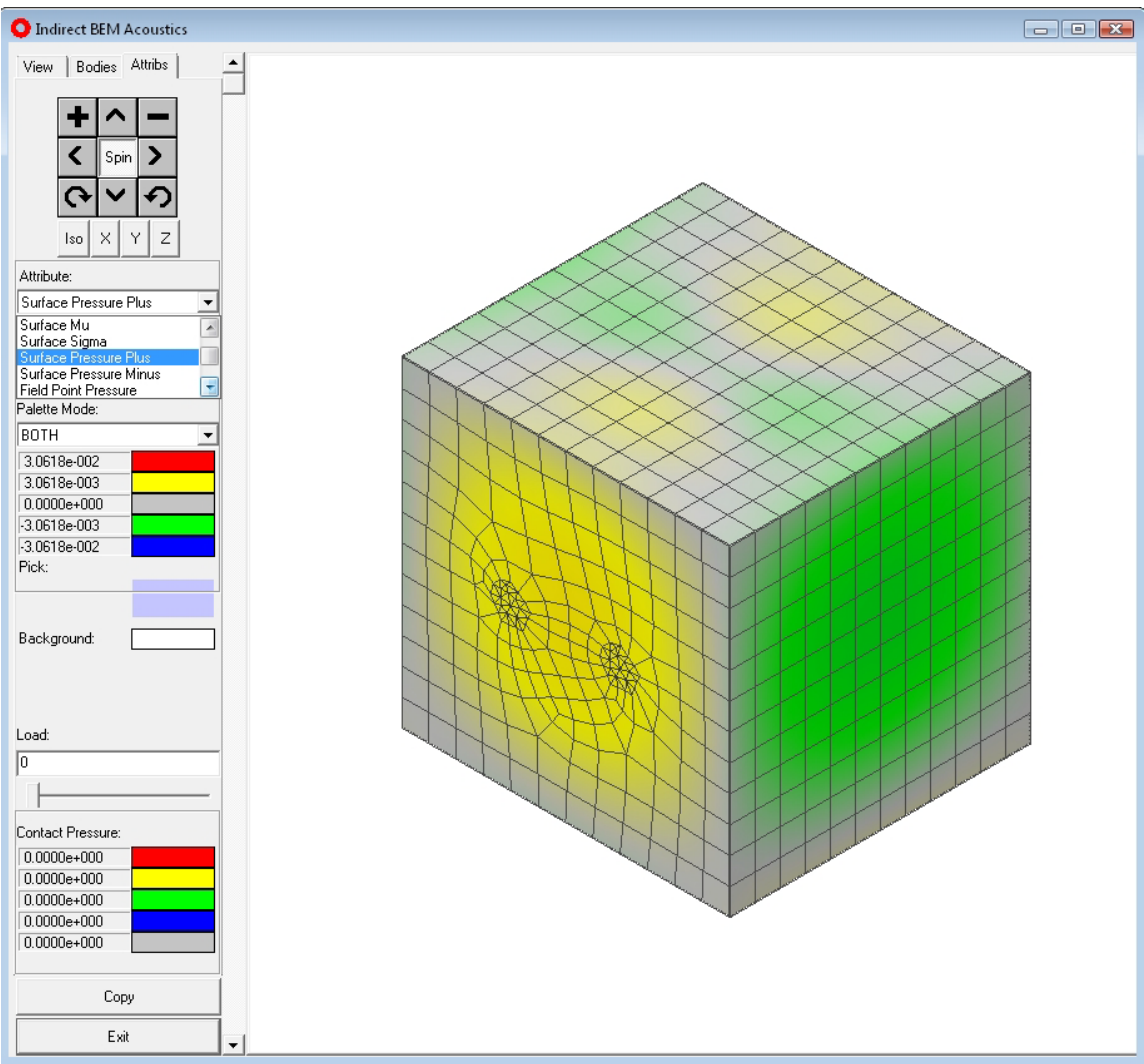 Indirect BEM Acoustics
View Bodies Attribs
Spin
Iso X Y Z
Attribute:
Surface Pressure Plus
Surface Mu
Surface Sigma
Surface Pressure Plus
Surface Pressure Minus
Field Point Pressure
Palette Mode:
BOTH
3.0618e-002
3.0618e-003
0.0000e+000
-3.0618e-003
-3.0618e-002
Pick:
Background:
Load:
0
Contact Pressure:
0.0000e+000
0.0000e+000
0.0000e+000
0.0000e+000
0.0000e+000
Copy
Exit